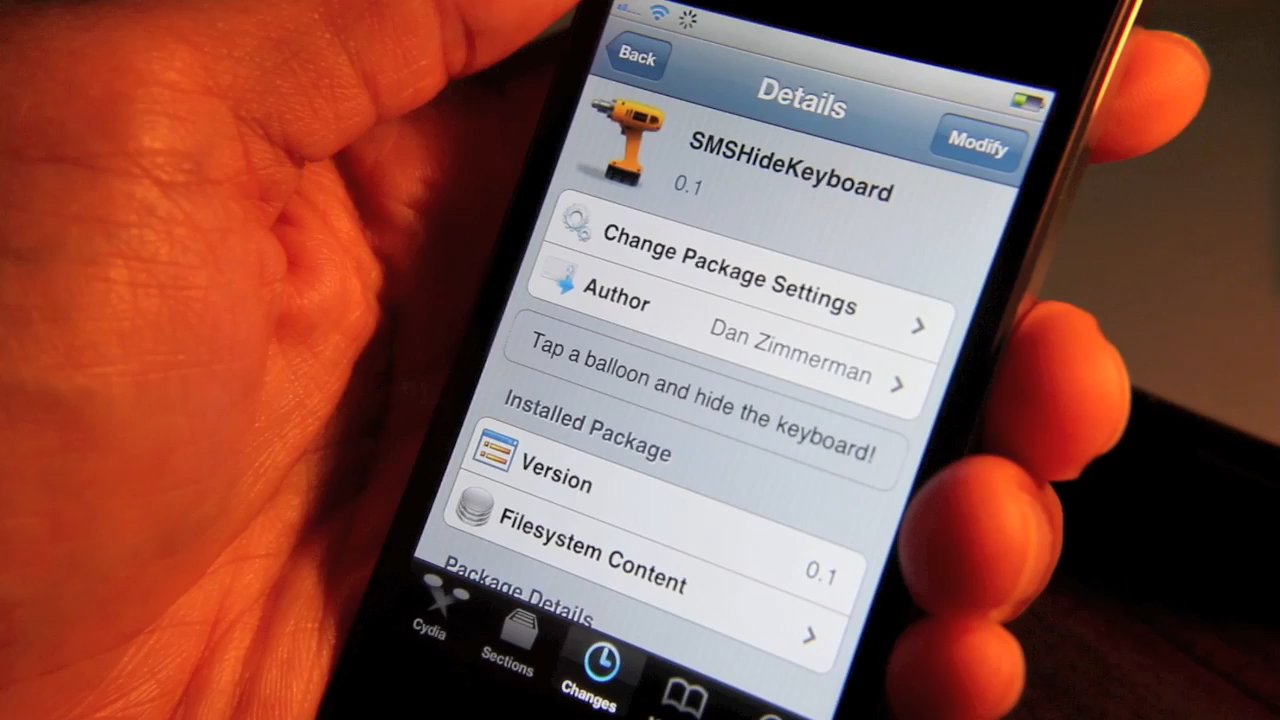 Back
Details
Modify
SMSHideKeyboard
0.1
Change Package Settings
Author Dan Zimmerman
Tap a balloon and hide the keyboard!
Installed Package
Version 0.1
Filesystem Content
Package Details
Cydia
Sections
Changes